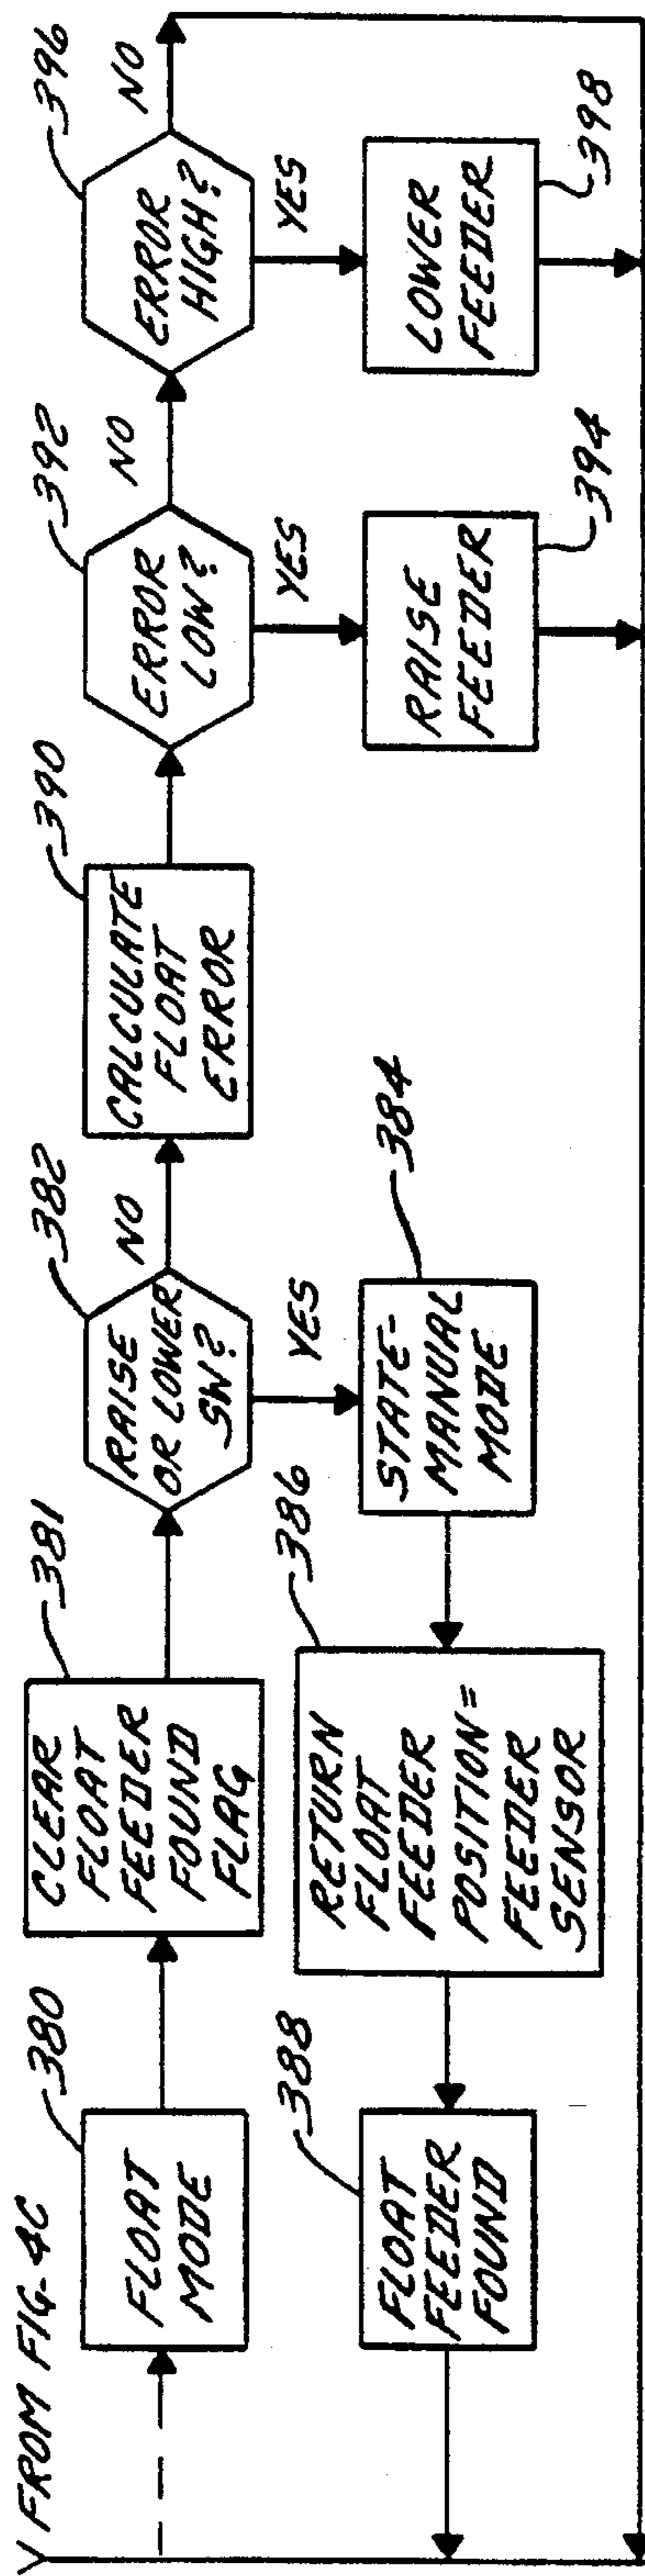 Y FROM FIG-4C
380
FLOAT
MODE
381
CLEAR
FLOAT
FEEDER
FOUND
FLAG
382
RAISE
OR LOWER
SW?
NO
YES
384
STATE-
MANUAL
MODE
386
RETURN
FLOAT
FEEDER
POSITION=
FEEDER
SENSOR
388
FLOAT
FEEDER
FOUND
390
CALCULATE
FLOAT
ERROR
392
ERROR
LOW?
NO
YES
394
RAISE
FEEDER
396
ERROR
HIGH?
NO
YES
398
LOWER
FEEDER